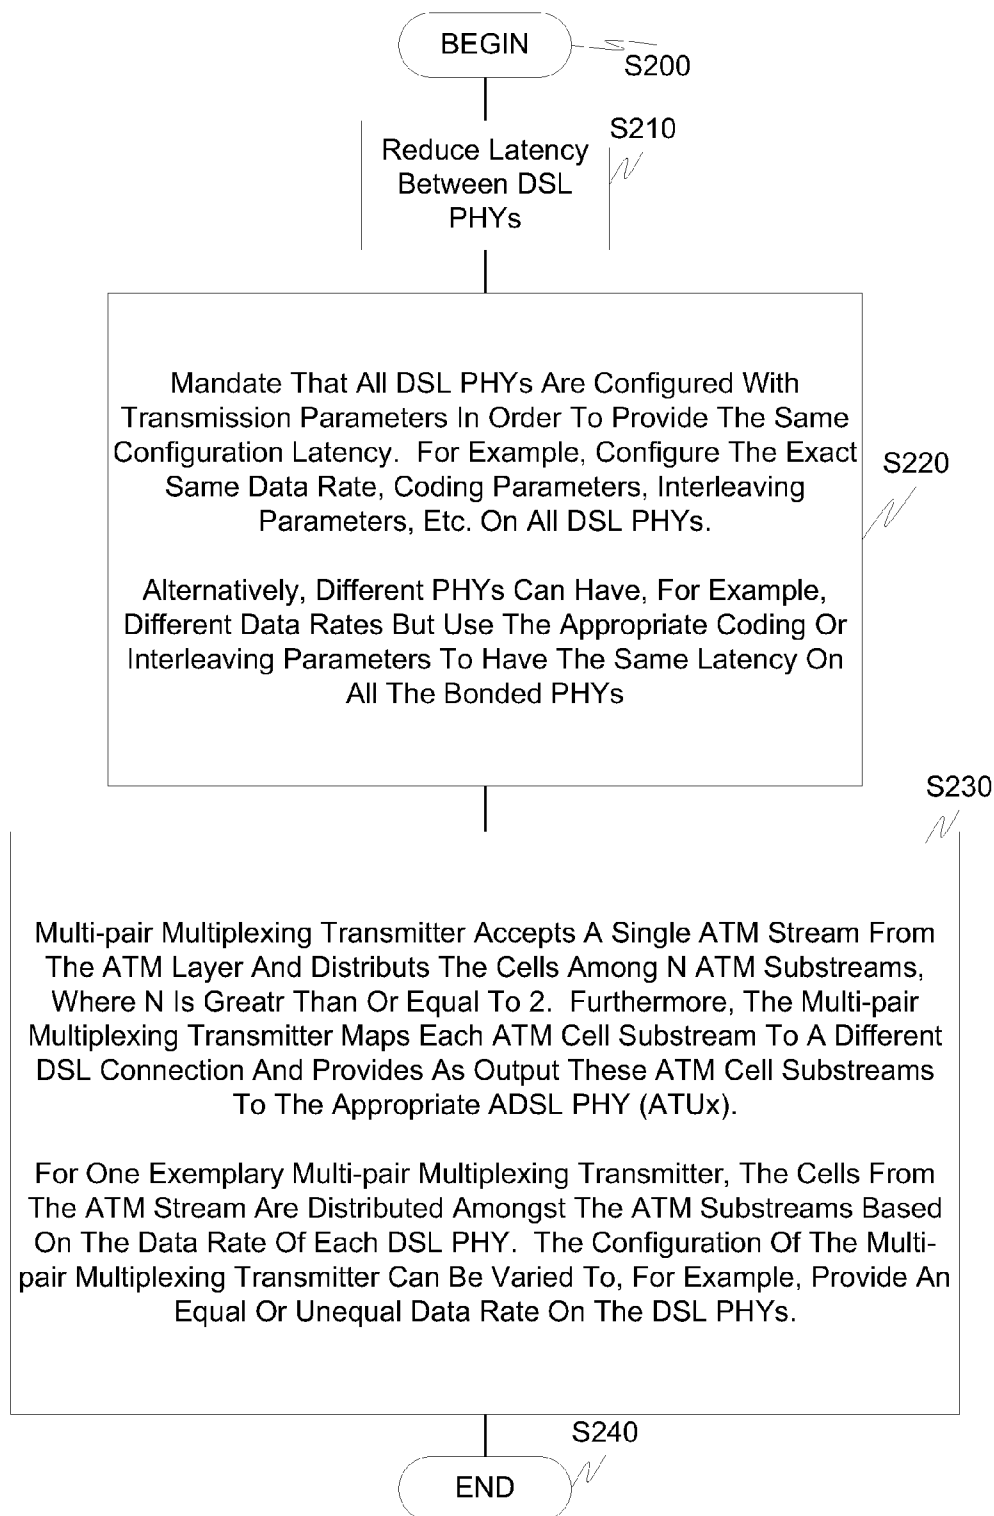 BEGIN
S200
S210
Reduce Latency
Between DSL
PHYs
Mandate That All DSL PHYs Are Configured With
Transmission Parameters In Order To Provide The Same
Configuration Latency.  For Example, Configure The Exact
Same Data Rate, Coding Parameters, Interleaving
Parameters, Etc. On All DSL PHYs.
S220
Alternatively, Different PHYs Can Have, For Example,
Different Data Rates But Use The Appropriate Coding Or
Interleaving Parameters To Have The Same Latency On
All The Bonded PHYs
S230
Multi-pair Multiplexing Transmitter Accepts A Single ATM Stream From
The ATM Layer And Distributs The Cells Among N ATM Substreams,
Where N Is Greatr Than Or Equal To 2.  Furthermore, The Multi-pair
Multiplexing Transmitter Maps Each ATM Cell Substream To A Different
DSL Connection And Provides As Output These ATM Cell Substreams
To The Appropriate ADSL PHY (ATUx).
For One Exemplary Multi-pair Multiplexing Transmitter, The Cells From
The ATM Stream Are Distributed Amongst The ATM Substreams Based
On The Data Rate Of Each DSL PHY.  The Configuration Of The Multi-
pair Multiplexing Transmitter Can Be Varied To, For Example, Provide An
Equal Or Unequal Data Rate On The DSL PHYs.
S240
END